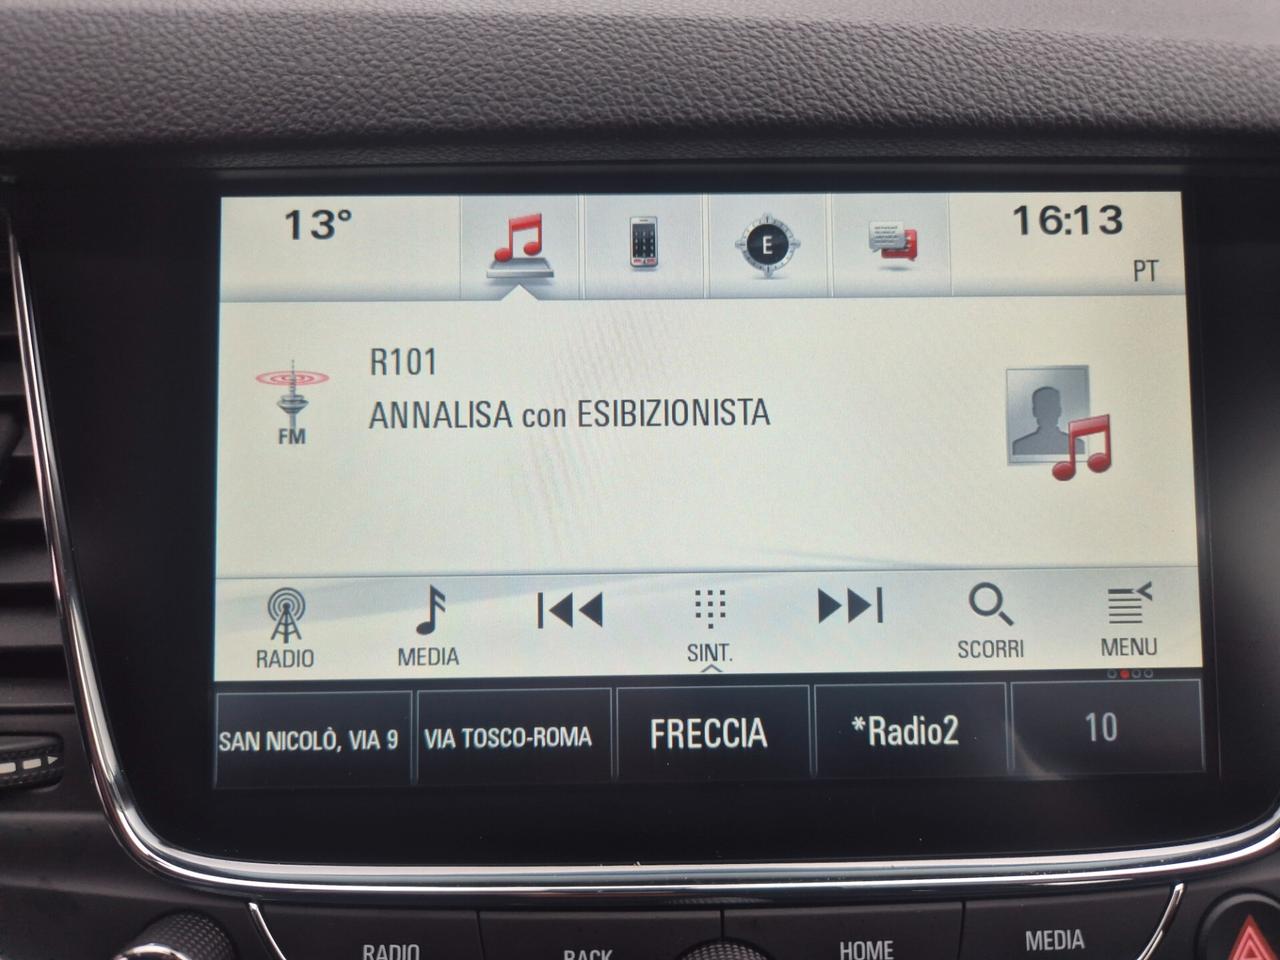 13°
E
16:13
PT
FM
R101
ANNALISA con ESIBIZIONISTA
RADIO
MEDIA
SINT.
SCORRI
MENU
SAN NICOLÒ, VIA 9
VIA TOSCO-ROMA
FRECCIA
*Radio2
10
RADIO
BACK
HOME
MEDIA